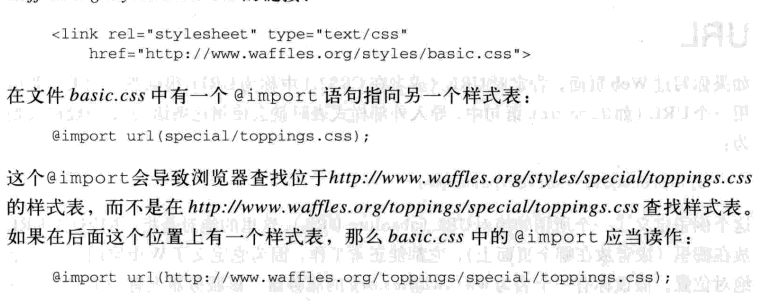 <link rel="stylesheet" type="text/css"
href="http://www.waffles.org/styles/basic.css">
在文件 basic.css 中有一个 @import 语句指向另一个样式表：
@import url(special/toppings.css);
这个@import会导致浏览器查找位于http://www.waffles.org/styles/special/toppings.css
的样式表，而不是在 http://www.waffles.org/toppings/special/toppings.css 查找样式表。
如果在后面这个位置上有一个样式表，那么 basic.css 中的 @import 应当读作：
@import url(http://www.waffles.org/toppings/special/toppings.css);